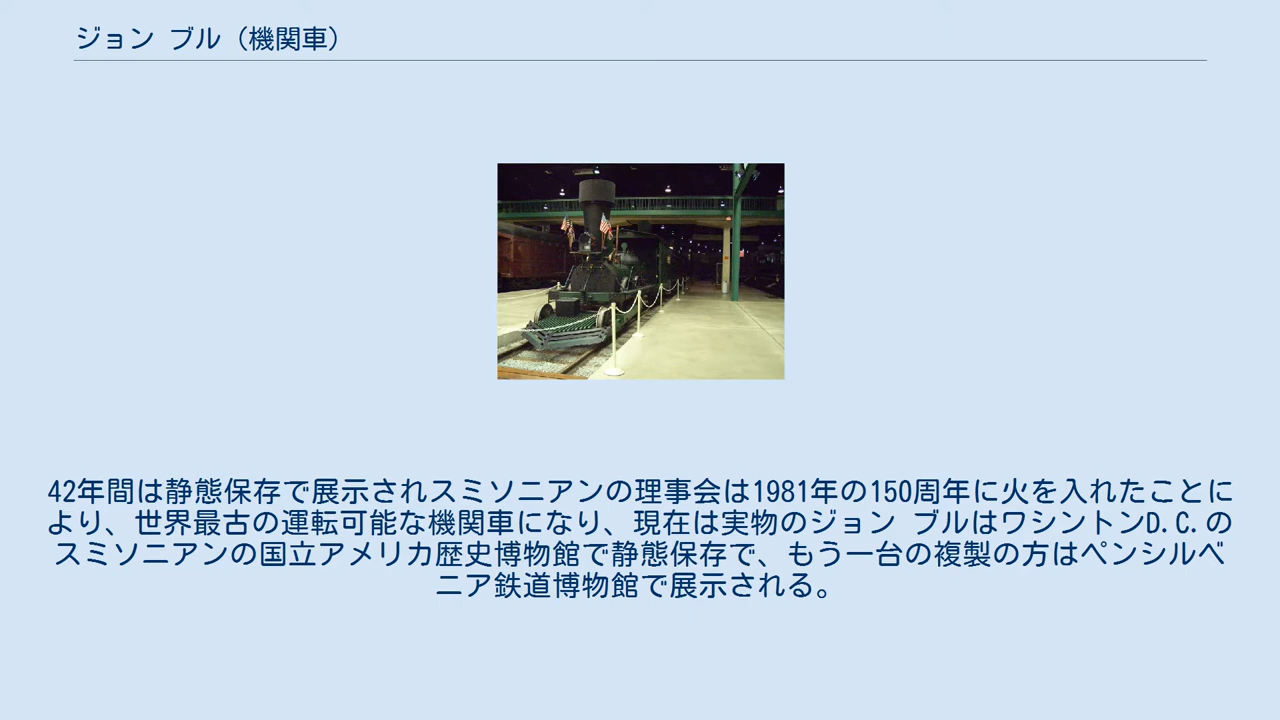 ジョン ブル（機関車）
42年間は静態保存で展示されスミソニアンの理事会は1981年の150周年に火を入れたことに
より、世界最古の運転可能な機関車になり、現在は実物のジョン ブルはワシントンD.C.の
スミソニアンの国立アメリカ歴史博物館で静態保存で、もう一台の複製の方はペンシルベ
ニア鉄道博物館で展示される。